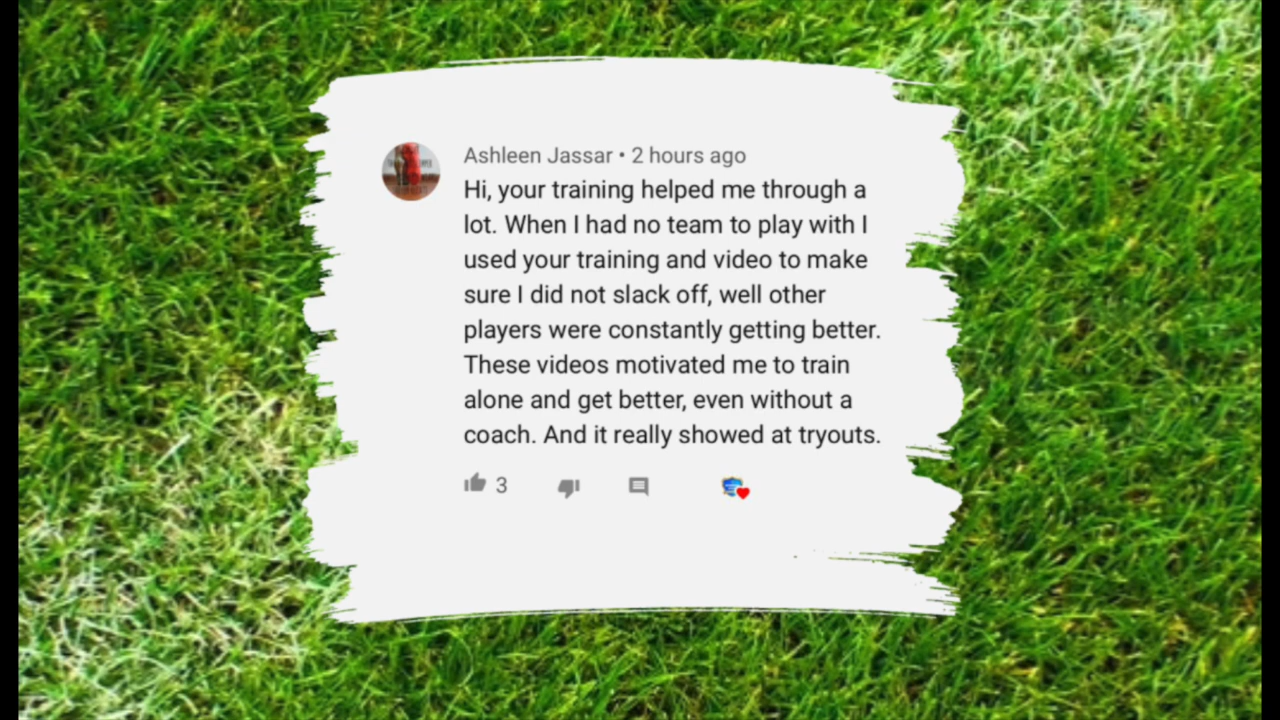 Ashleen Jassar • 2 hours ago
Hi, your training helped me through a
lot. When I had no team to play with I
used your training and video to make
sure I did not slack off, well other
players were constantly getting better.
These videos motivated me to train
alone and get better, even without a
coach. And it really showed at tryouts.
3